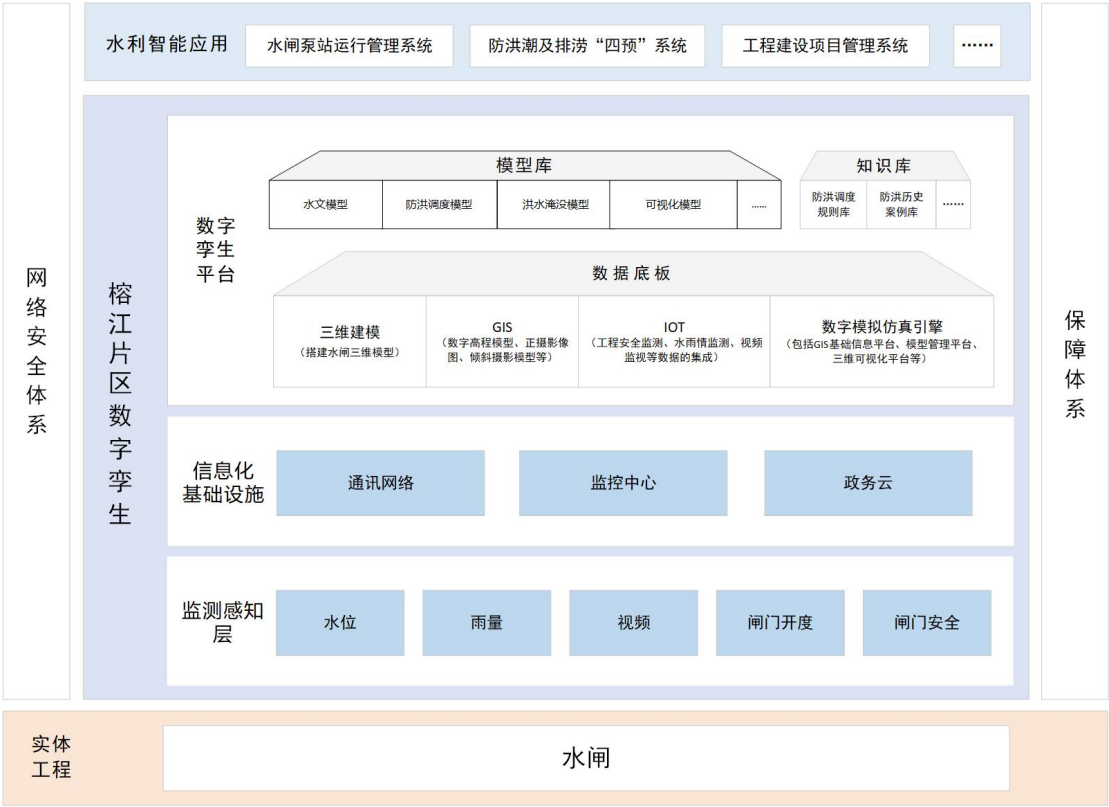 水利智能应用
水闸泵站运行管理系统
防洪潮及排涝“四预”系统
工程建设项目管理系统
……
网络安全体系
榕江片区数字孪生
数字
孪生
平台
模型库
水文模型
防洪调度模型
洪水淹没模型
可视化模型
……
知识库
防洪调度
规则库
防洪历史
案例库
……
数据底板
三维建模
（搭建水闸三维模型）
GIS
（数字高程模型、正摄影像
图、倾斜摄影模型等）
IOT
（工程安全监测、水雨情监测、视频
监视等数据的集成）
数字模拟仿真引擎
（包括GIS基础信息平台、模型管理平台、
三维可视化平台等）
信息化
基础设施
通讯网络
监控中心
政务云
监测感知
层
水位
雨量
视频
闸门开度
闸门安全
保障体系
实体
工程
水闸